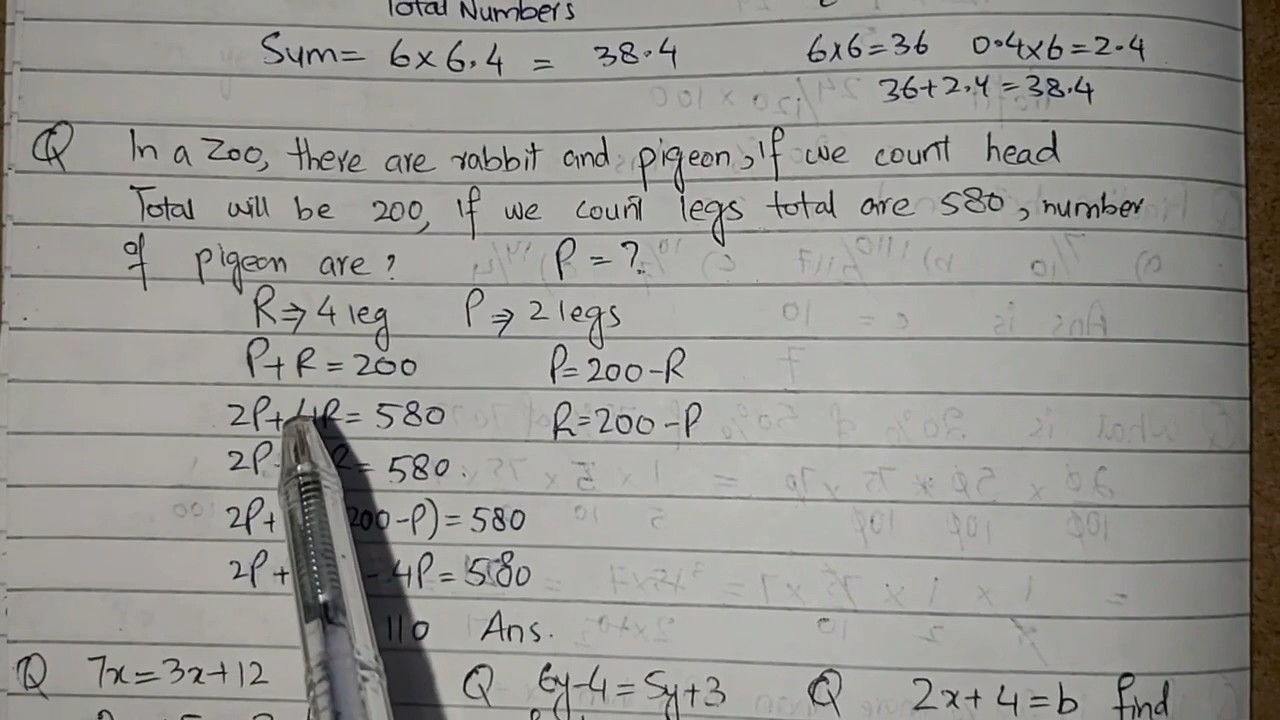 Total Numbers
Sum= 6×6.4 = 38.4 6×6=36 0.4×6=2.4
36+2.4=38.4
Q In a Zoo, there are rabbit and pigeon, if we count head
Total will be 200, if we count legs total are 580, number
of pigeon are? P=?
R⇒4 leg P⇒2 legs
P+R=200 P=200-R
2P+4R=580 R=200-P
2P R=580.
2P+ 200-P)=580
2P+ -4P=580
110 Ans.
Q 7x=3x+12 Q 6y-4=5y+3 Q 2x+4=b find